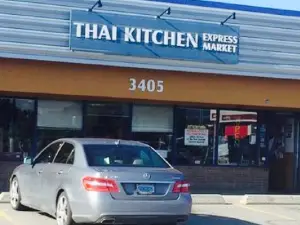 THAI KITCHEN EXPRESS
MARKET
3405